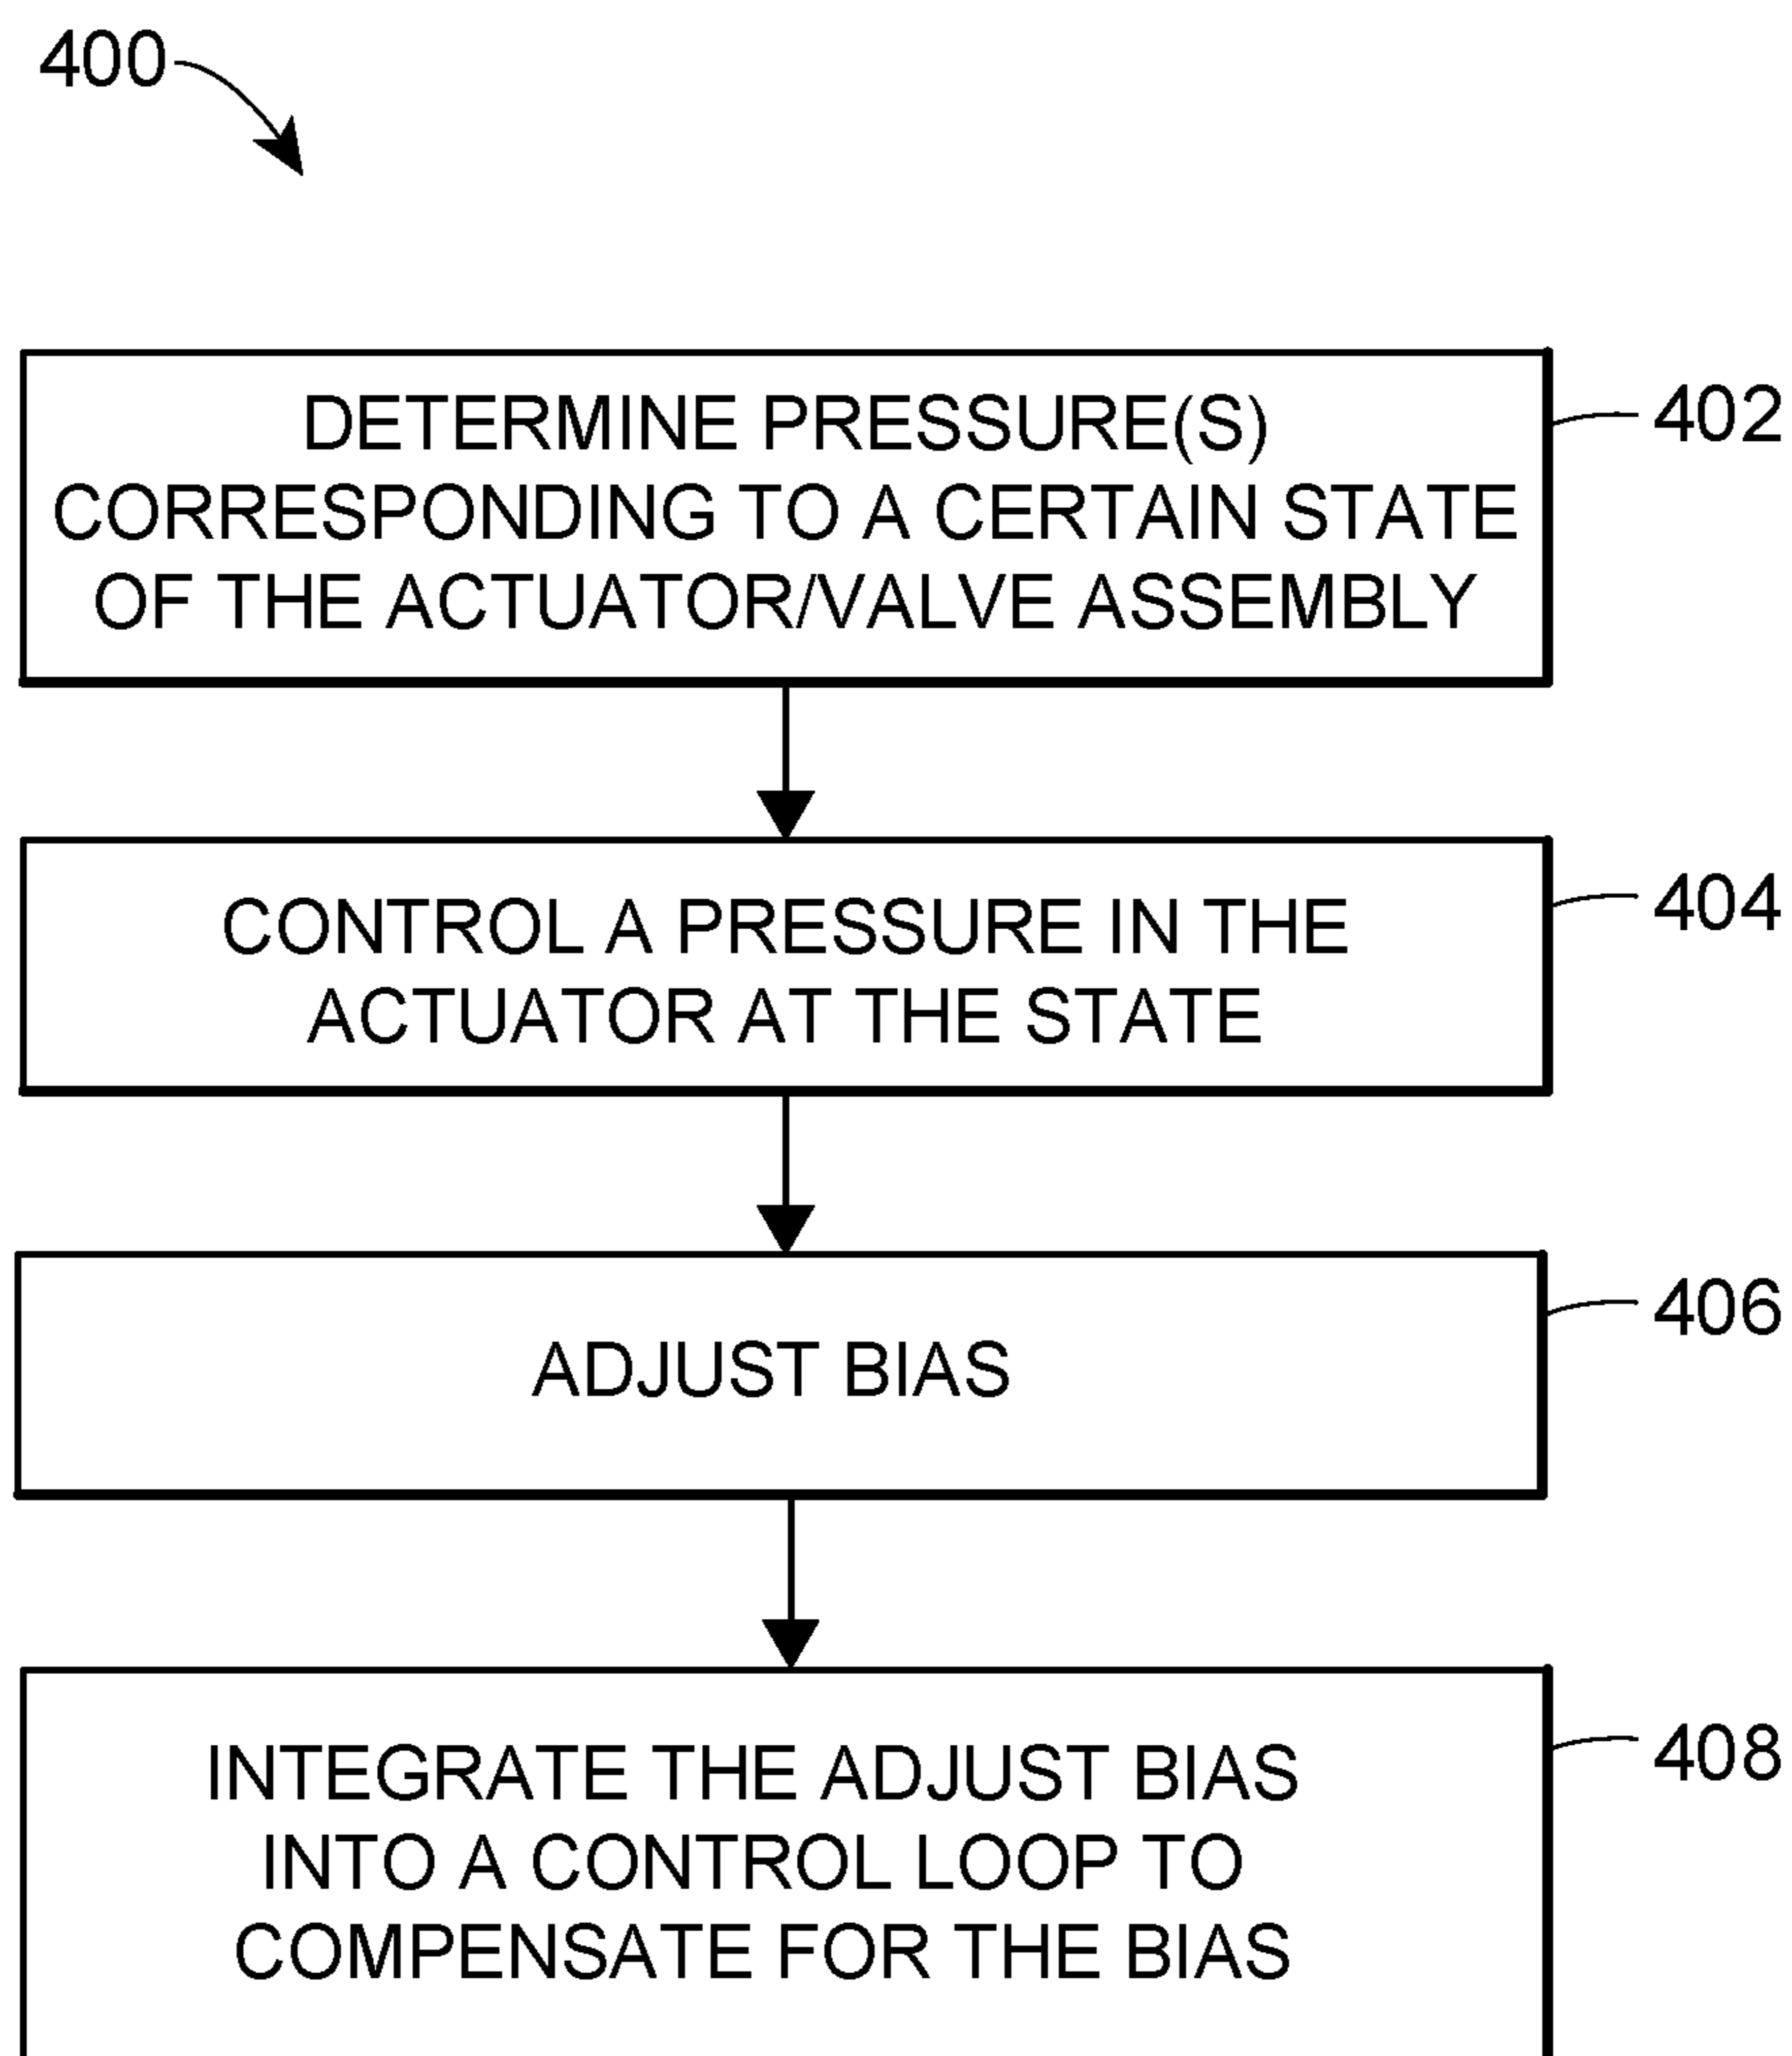 400
DETERMINE PRESSURE(S)
CORRESPONDING TO A CERTAIN STATE
OF THE ACTUATOR/VALVE ASSEMBLY
402
CONTROL A PRESSURE IN THE
ACTUATOR AT THE STATE
404
ADJUST BIAS
406
INTEGRATE THE ADJUST BIAS
INTO A CONTROL LOOP TO
COMPENSATE FOR THE BIAS
408